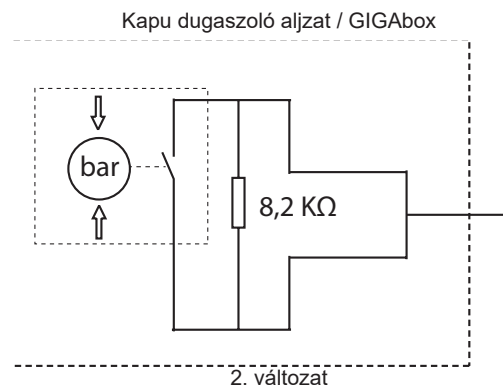 Kapu dugaszoló aljzat / GIGAbox
bar
8,2 KΩ
2. változat